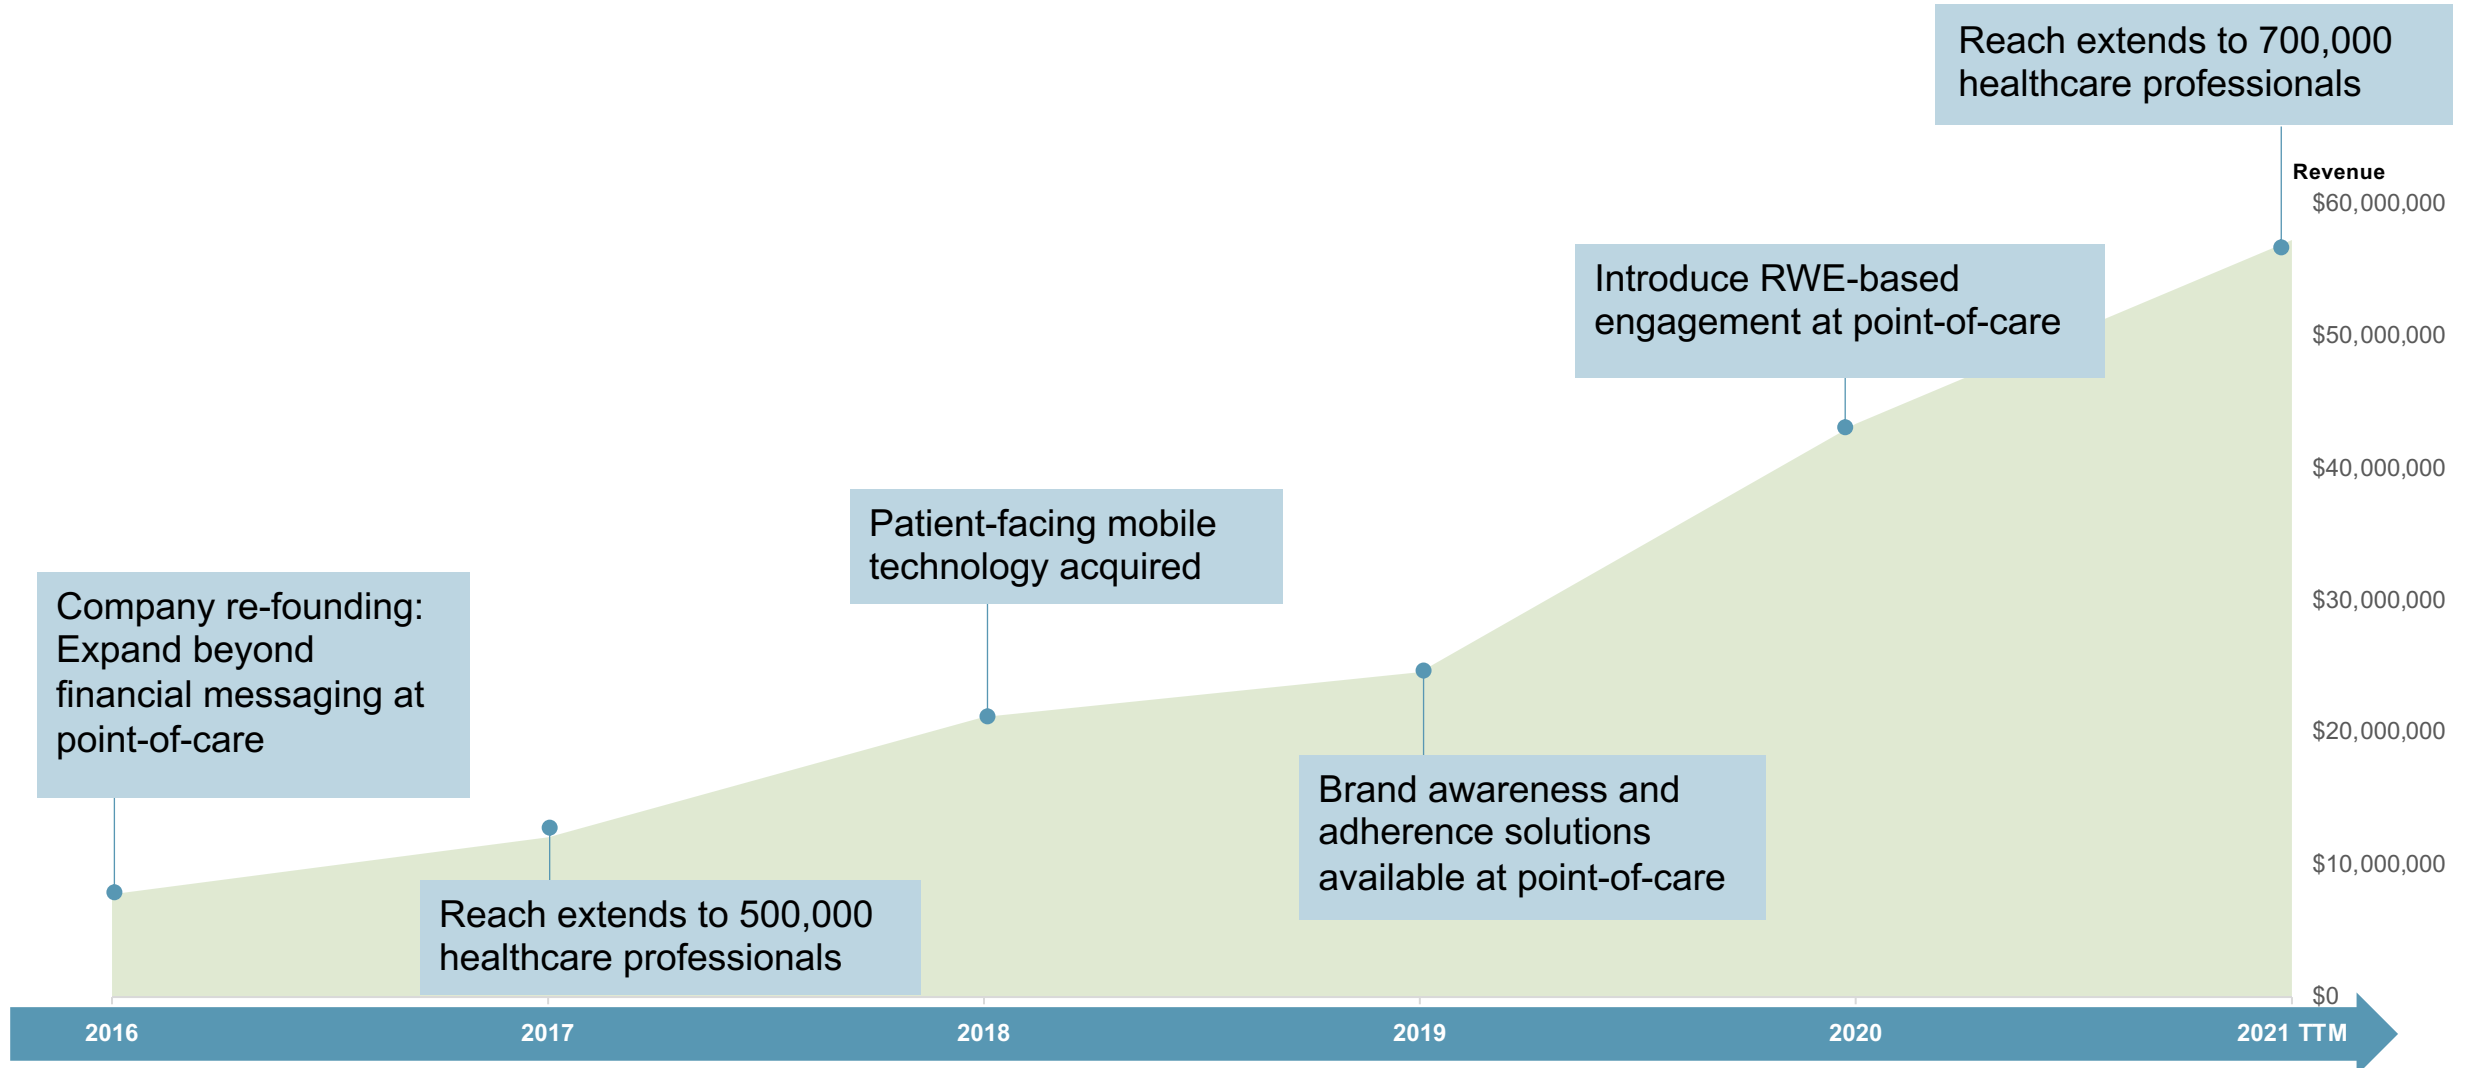 Reach extends to 700,000
healthcare professionals
Revenue
$60,000,000
Introduce RWE-based
engagement at point-of-care
$50,000,000
$40,000,000
Patient-facing mobile
technology acquired
Company re-founding:
Expand beyond
financial messaging at
point-of-care
$30,000,000
$20,000,000
Brand awareness and
adherence solutions
available at point-of-care
$10,000,000
Reach extends to 500,000
healthcare professionals
$0
2016 2017 2018 2019 2020 2021 TTM